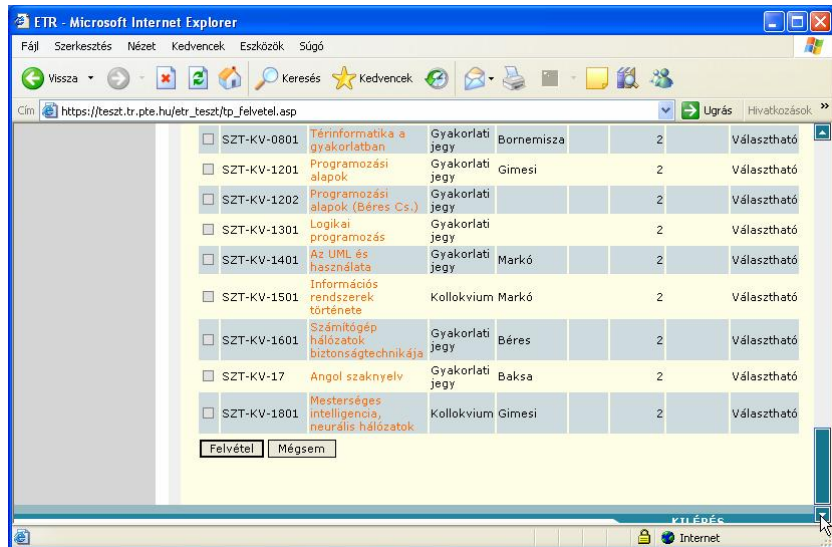 ETR - Microsoft Internet Explorer
Fájl Szerkesztés Nézet Kedvencek Eszközök Súgó
Vissza Keresés Kedvencek
Cím https://teszt.tr.pte.hu/etr_teszt/tp_felvetel.asp Ugrás Hivatkozások »
SZT-KV-0801 Térinformatika a gyakorlatban Gyakorlati jegy Bornemisza 2 Választható
SZT-KV-1201 Programozási alapok Gyakorlati jegy Gimesi 2 Választható
SZT-KV-1202 Programozási alapok (Béres Cs.) Gyakorlati jegy 2 Választható
SZT-KV-1301 Logikai programozás Gyakorlati jegy 2 Választható
SZT-KV-1401 Az UML és használata Gyakorlati jegy Markó 2 Választható
SZT-KV-1501 Információs rendszerek története Kollokvium Markó 2 Választható
SZT-KV-1601 Számítógép hálózatok biztonságtechnikája Gyakorlati jegy Béres 2 Választható
SZT-KV-17 Angol szaknyelv Gyakorlati jegy Baksa 2 Választható
SZT-KV-1801 Mesterséges intelligencia, neurális hálózatok Kollokvium Gimesi 2 Választható
Felvétel Mégsem
KILÉPÉS
Internet